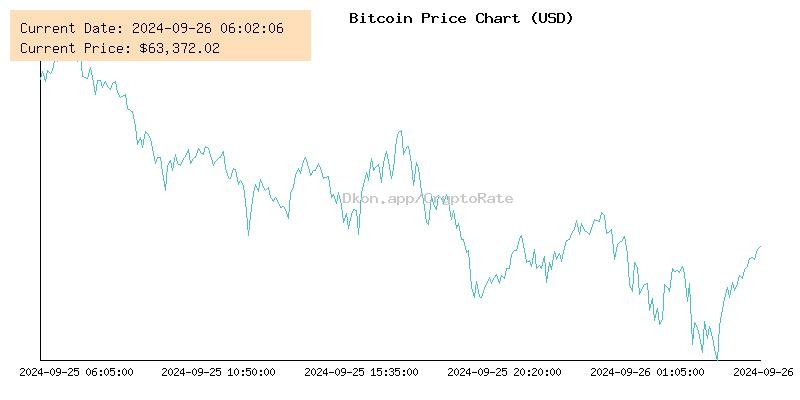 Bitcoin Price Chart (USD)
Current Date: 2024-09-26 06:02:06
Current Price: $63,372.02
Dkon.app/CryptoRate
2024-09-25 06:05:00 2024-09-25 10:50:00 2024-09-25 15:35:00 2024-09-25 20:20:00 2024-09-26 01:05:00 2024-09-26